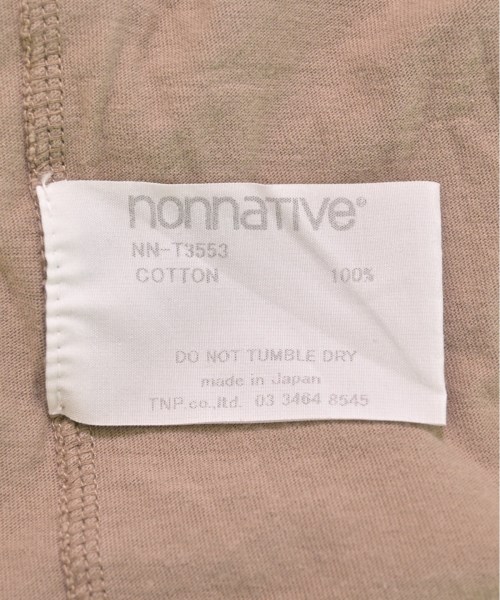 nonnative®
NN-T3553
COTTON 100%
DO NOT TUMBLE DRY
made in Japan
TNP.co.,ltd. 03 3464 8545